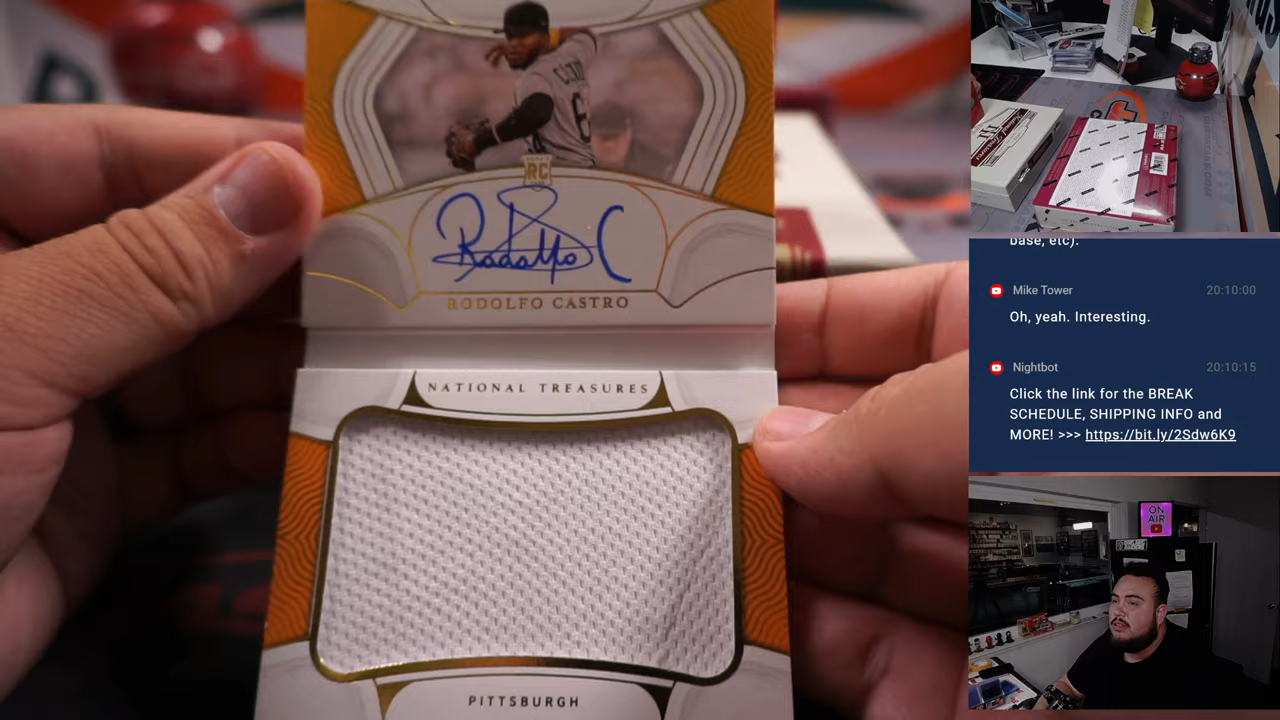 RC
Rodolfo C
RODOLFO CASTRO
NATIONAL TREASURES
PITTSBURGH
base, etc).
Mike Tower 20:10:00
Oh, yeah. Interesting.
Nightbot 20:10:15
Click the link for the BREAK
SCHEDULE, SHIPPING INFO and
MORE! >>> https://bit.ly/2Sdw6K9
ON
AIR